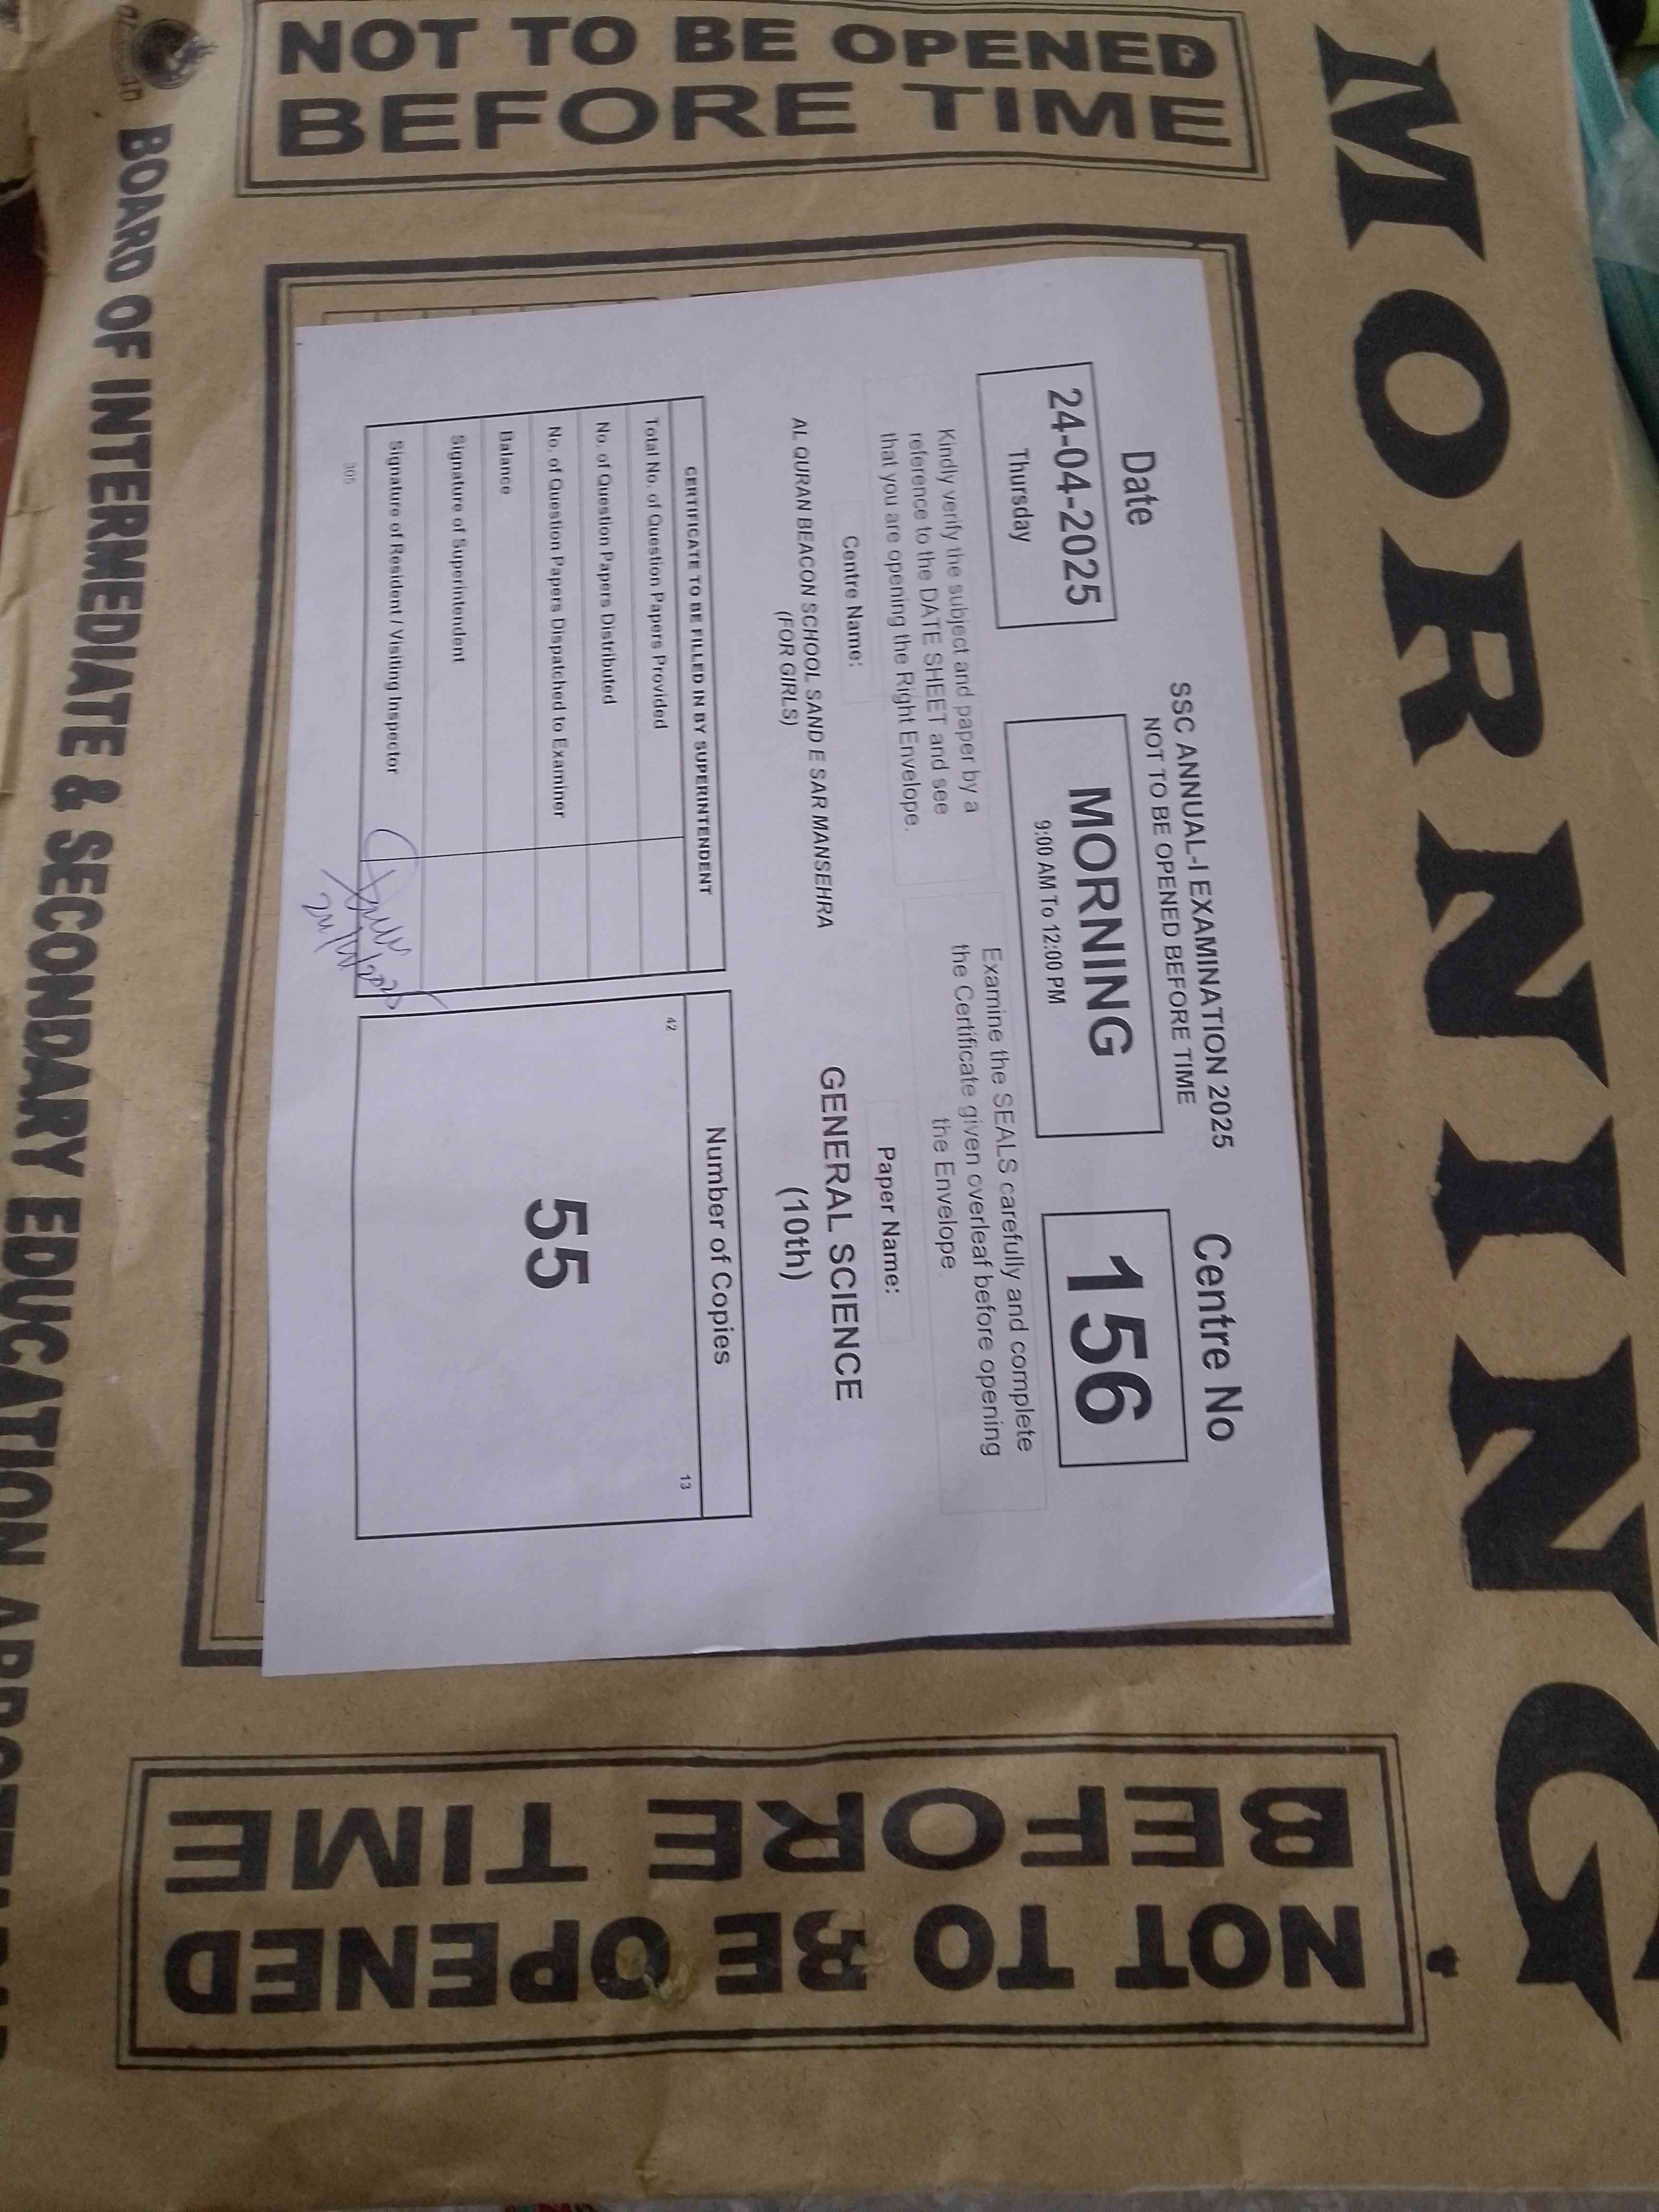 MORNING
NOT TO BE OPENED
BEFORE TIME
SSC ANNUAL-I EXAMINATION 2025
NOT TO BE OPENED BEFORE TIME
Date
24-04-2025
Thursday
MORNING
9:00 AM To 12:00 PM
Centre No
156
Kindly verify the subject and paper by a
reference to the DATE SHEET and see
that you are opening the Right Envelope.
Examine the SEALS carefully and complete
the Certificate given overleaf before opening
the Envelope
Centre Name:
AL QURAN BEACON SCHOOL SAND E SAR MANSEHRA
(FOR GIRLS)
Paper Name:
GENERAL SCIENCE
(10th)
CERTIFICATE TO BE FILLED IN BY SUPERINTENDENT
Total No. of Question Papers Provided
No. of Question Papers Distributed
No. of Question Papers Dispatched to Examiner
Balance
Signature of Superintendent
Signature of Resident / Visiting Inspector
305
Number of Copies
42
13
55
NOT TO BE OPENED
BEFORE TIME
BOARD OF INTERMEDIATE & SECONDARY EDUCATION